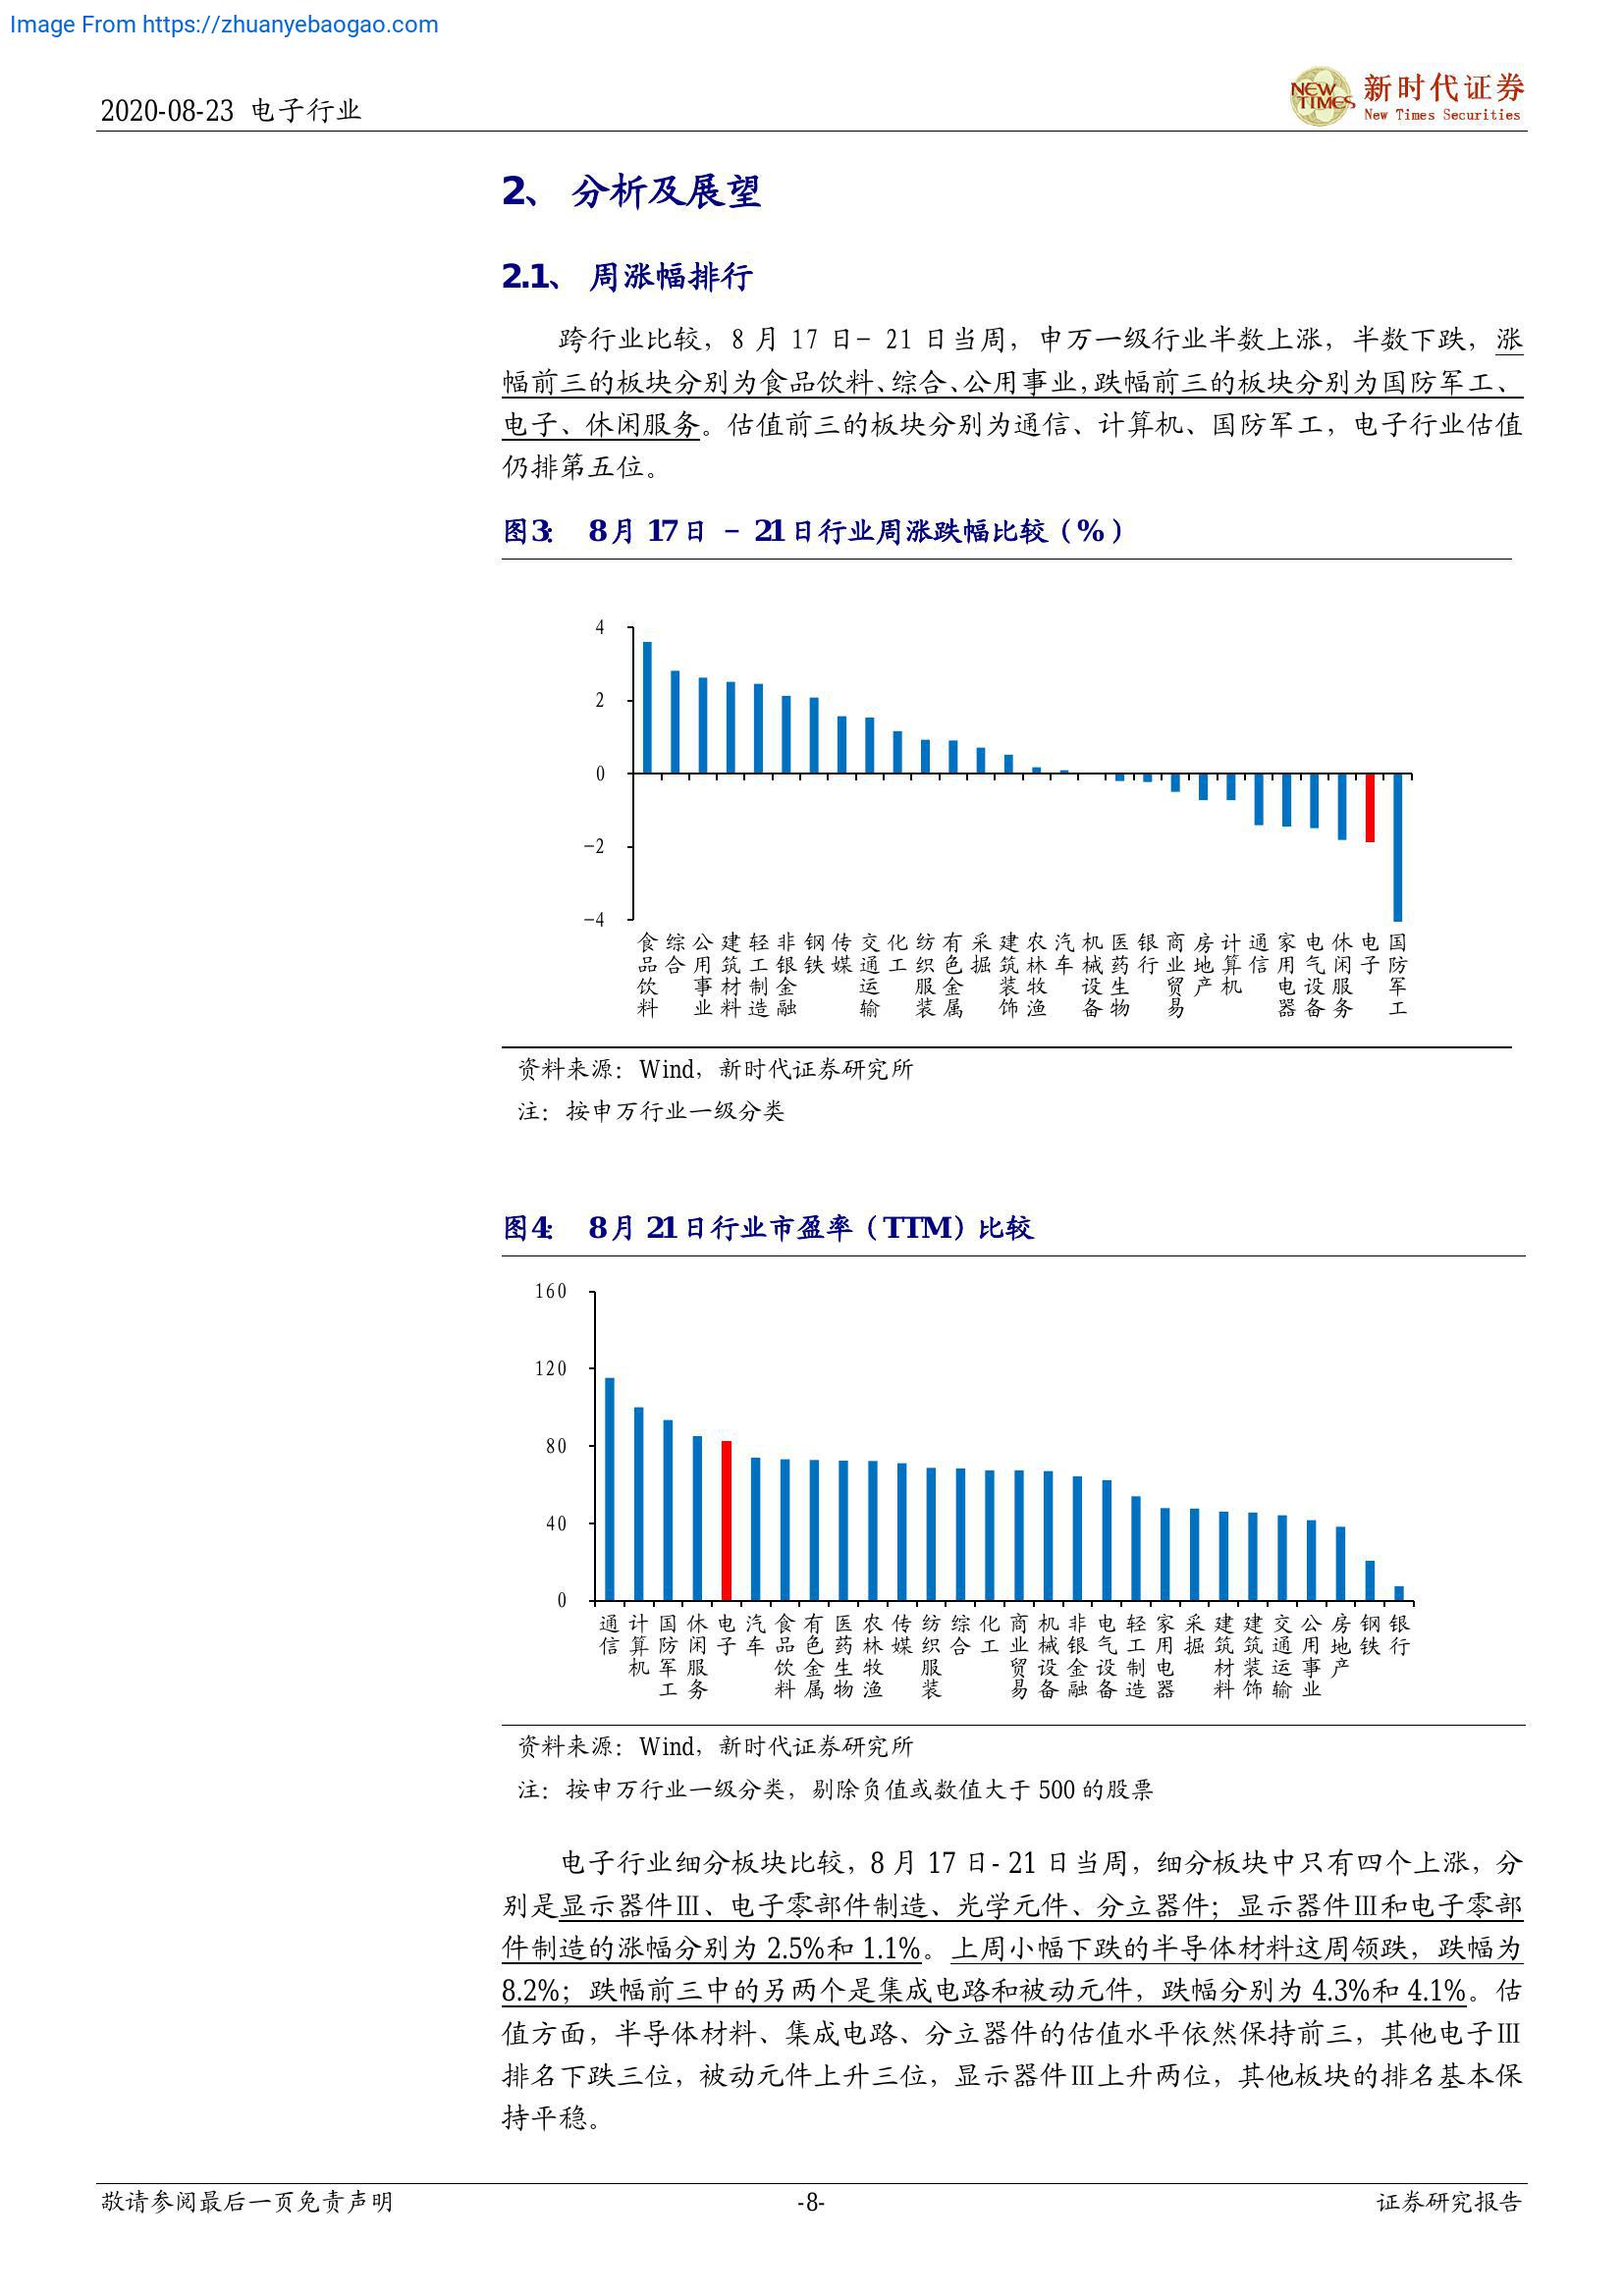 Image From https://zhuanyebaogao.com
2020-08-23 电子行业
NEW TIMES
新时代证券
New Times Securities
2、 分析及展望
2.1、 周涨幅排行
跨行业比较，8 月 17 日– 21 日当周，申万一级行业半数上涨，半数下跌，涨
幅前三的板块分别为食品饮料、综合、公用事业，跌幅前三的板块分别为国防军工、
电子、休闲服务。估值前三的板块分别为通信、计算机、国防军工，电子行业估值
仍排第五位。
图3： 8月 17日 – 21日行业周涨跌幅比较（%）
4
2
0
-2
-4
食品饮料
综合
公用事业
建筑材料
轻工制造
非银金融
钢铁
传媒
交通运输
化工
纺织服装
有色金属
采掘
建筑装饰
农林牧渔
汽车
机械设备
医药生物
银行
商业贸易
房地产
计算机
通信
家用电器
电气设备
休闲服务
电子
国防军工
资料来源：Wind，新时代证券研究所
注：按申万行业一级分类
图4： 8月 21日行业市盈率（TTM）比较
160
120
80
40
0
通信
计算机
国防军工
休闲服务
电子
汽车
食品饮料
有色金属
医药生物
农林牧渔
传媒
纺织服装
综合
化工
商业贸易
机械设备
非银金融
电气设备
轻工制造
家用电器
采掘
建筑材料
建筑装饰
交通运输
公用事业
房地产
钢铁
银行
资料来源：Wind，新时代证券研究所
注：按申万行业一级分类，剔除负值或数值大于 500 的股票
电子行业细分板块比较，8 月 17 日- 21 日当周，细分板块中只有四个上涨，分
别是显示器件Ⅲ、电子零部件制造、光学元件、分立器件；显示器件Ⅲ和电子零部
件制造的涨幅分别为 2.5%和 1.1%。上周小幅下跌的半导体材料这周领跌，跌幅为
8.2%；跌幅前三中的另两个是集成电路和被动元件，跌幅分别为 4.3%和 4.1%。估
值方面，半导体材料、集成电路、分立器件的估值水平依然保持前三，其他电子Ⅲ
排名下跌三位，被动元件上升三位，显示器件Ⅲ上升两位，其他板块的排名基本保
持平稳。
敬请参阅最后一页免责声明
-8-
证券研究报告